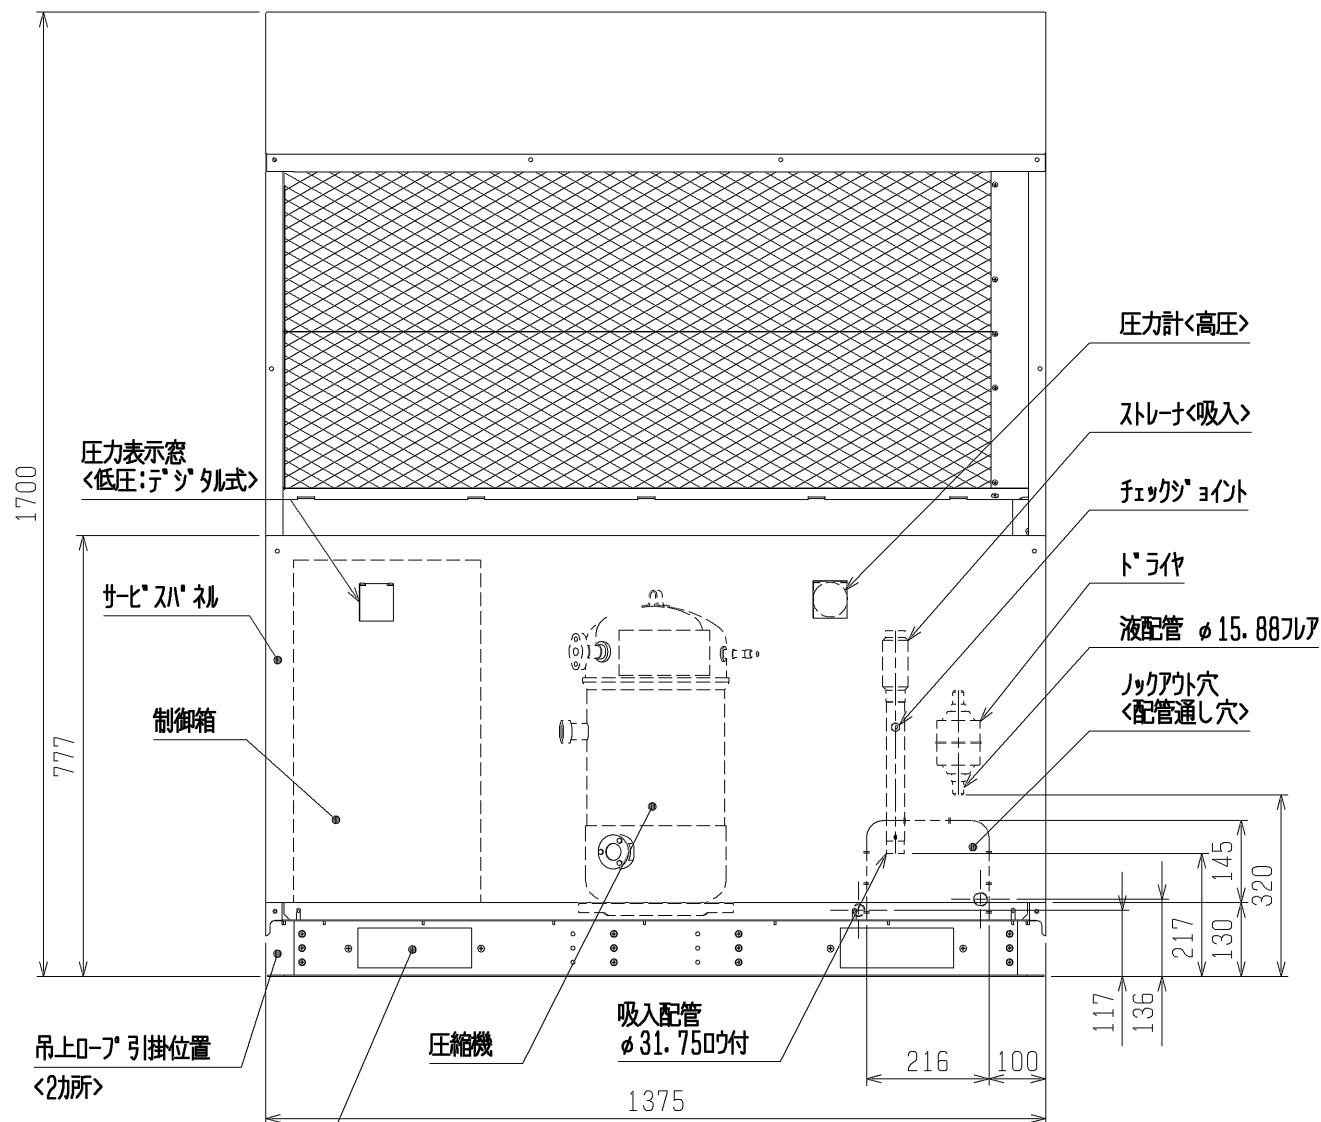 圧力計<高圧>
ストレーナ<吸入>
圧力表示窓
<低圧:デジタル式>
チェックジョイント
1700
ドライヤ
サービスパネル
液配管 φ15.88フレア
ノックアウト穴
<配管通し穴>
制御箱
777
145
320
217
130
117
136
吸入配管
φ31.75ロウ付
圧縮機
吊上ロープ引掛位置
<2カ所>
216
100
1375